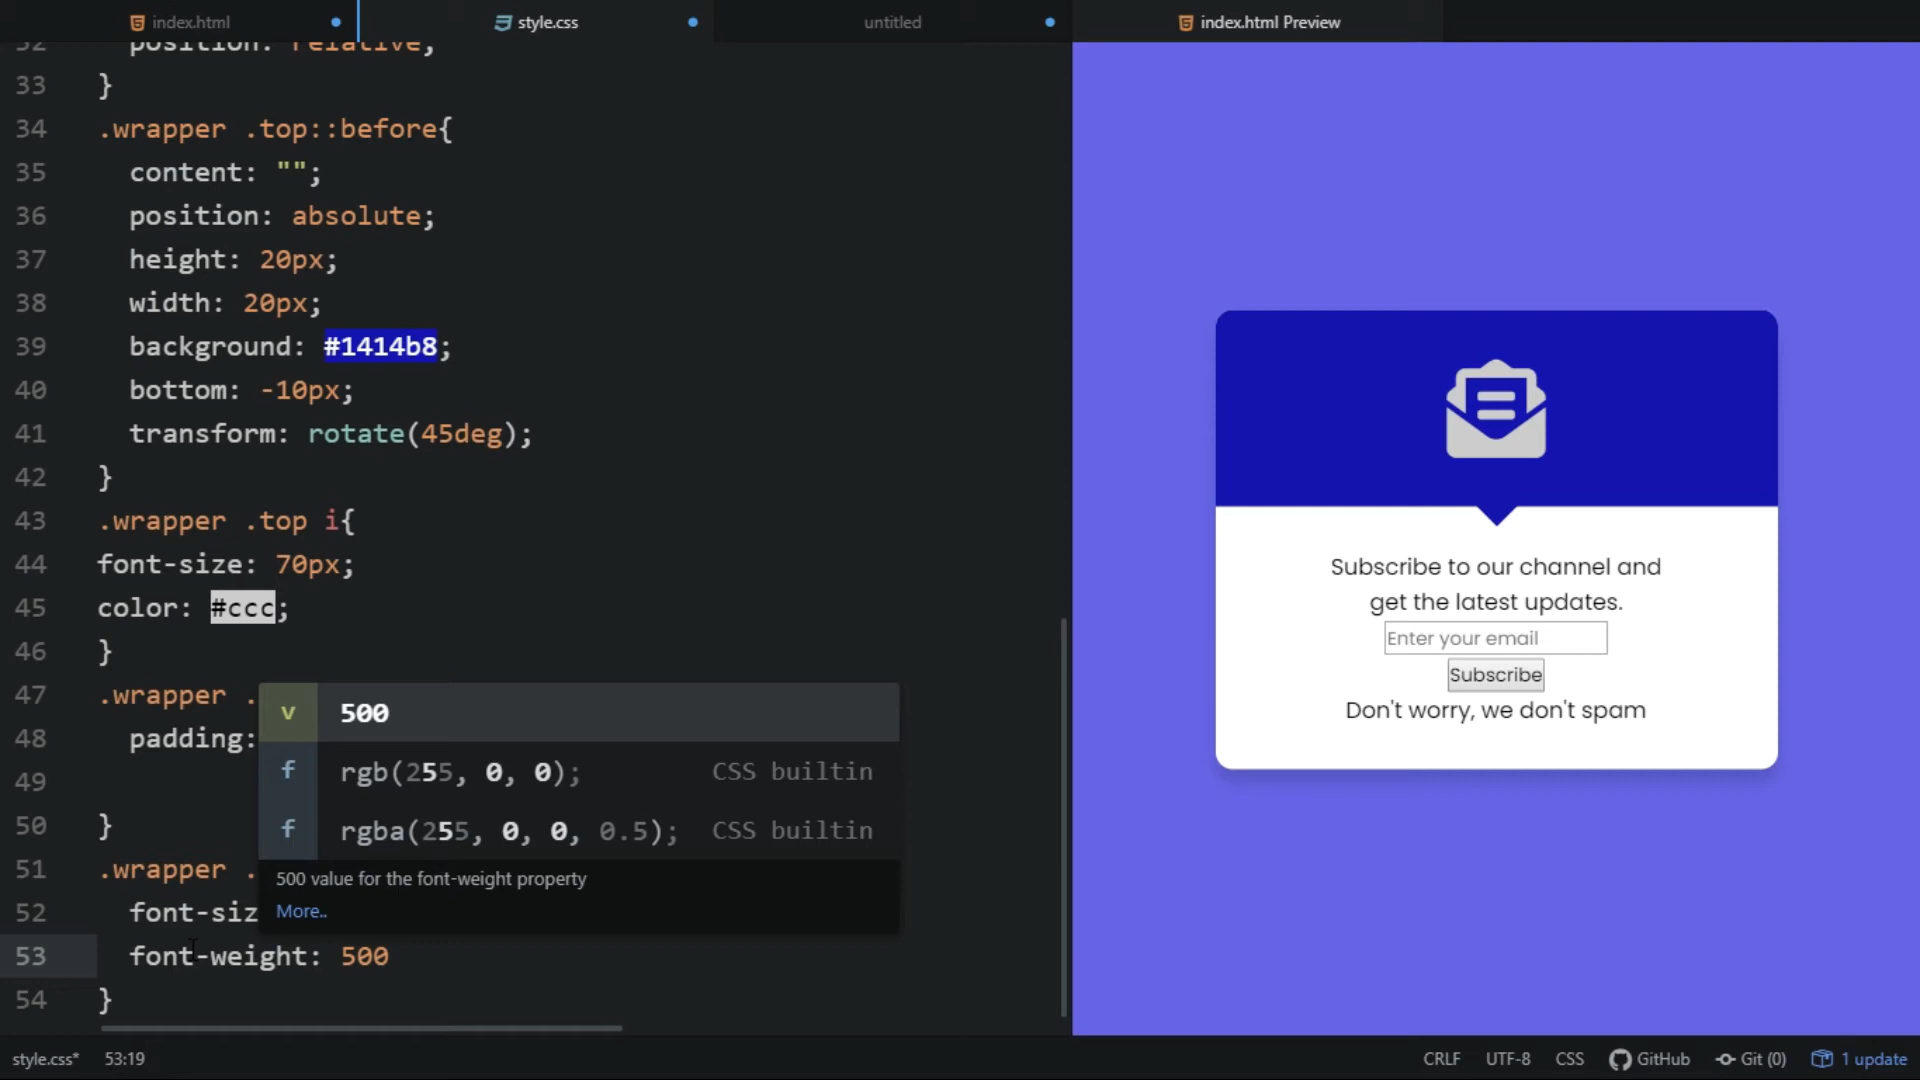 index.html
style.css
untitled
index.html Preview
32 position: relative;
33 }
34 .wrapper .top::before{
35 content: "";
36 position: absolute;
37 height: 20px;
38 width: 20px;
39 background: #1414b8;
40 bottom: -10px;
41 transform: rotate(45deg);
42 }
43 .wrapper .top i{
44 font-size: 70px;
45 color: #ccc;
46 }
47 .wrapper .
48 padding:
49
50 }
51 .wrapper .
52 font-siz
53 font-weight: 500
54 }
v 500
f rgb(255, 0, 0); CSS builtin
f rgba(255, 0, 0, 0.5); CSS builtin
500 value for the font-weight property
More..
Subscribe to our channel and
get the latest updates.
Enter your email
Subscribe
Don't worry, we don't spam
style.css* 53:19 CRLF UTF-8 CSS GitHub Git (0) 1 update